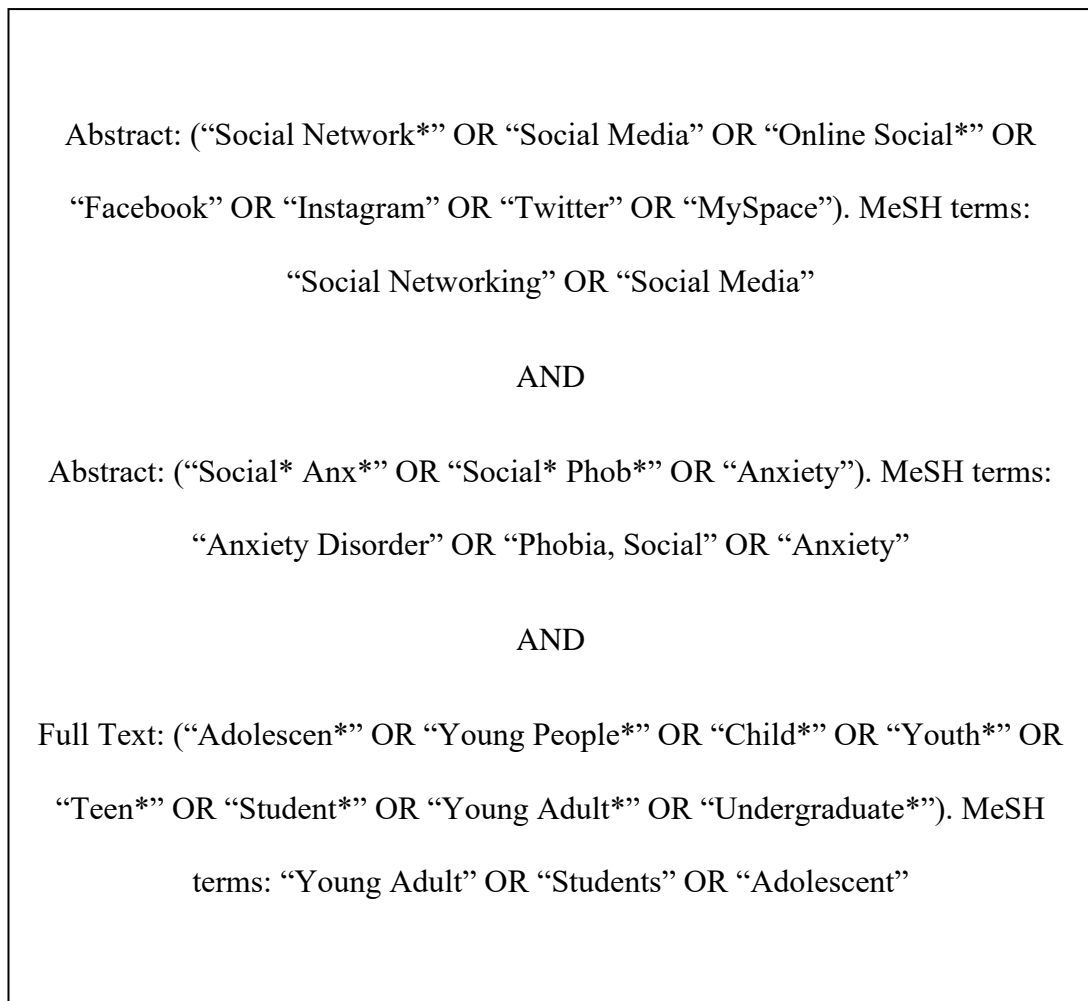 Abstract: (“Social Network*” OR “Social Media” OR “Online Social*” OR
“Facebook” OR “Instagram” OR “Twitter” OR “MySpace”). MeSH terms:
“Social Networking” OR “Social Media”
AND
Abstract: (“Social* Anx*” OR “Social* Phob*” OR “Anxiety”). MeSH terms:
“Anxiety Disorder” OR “Phobia, Social” OR “Anxiety”
AND
Full Text: (“Adolescen*” OR “Young People*” OR “Child*” OR “Youth*” OR
“Teen*” OR “Student*” OR “Young Adult*” OR “Undergraduate*”). MeSH
terms: “Young Adult” OR “Students” OR “Adolescent”